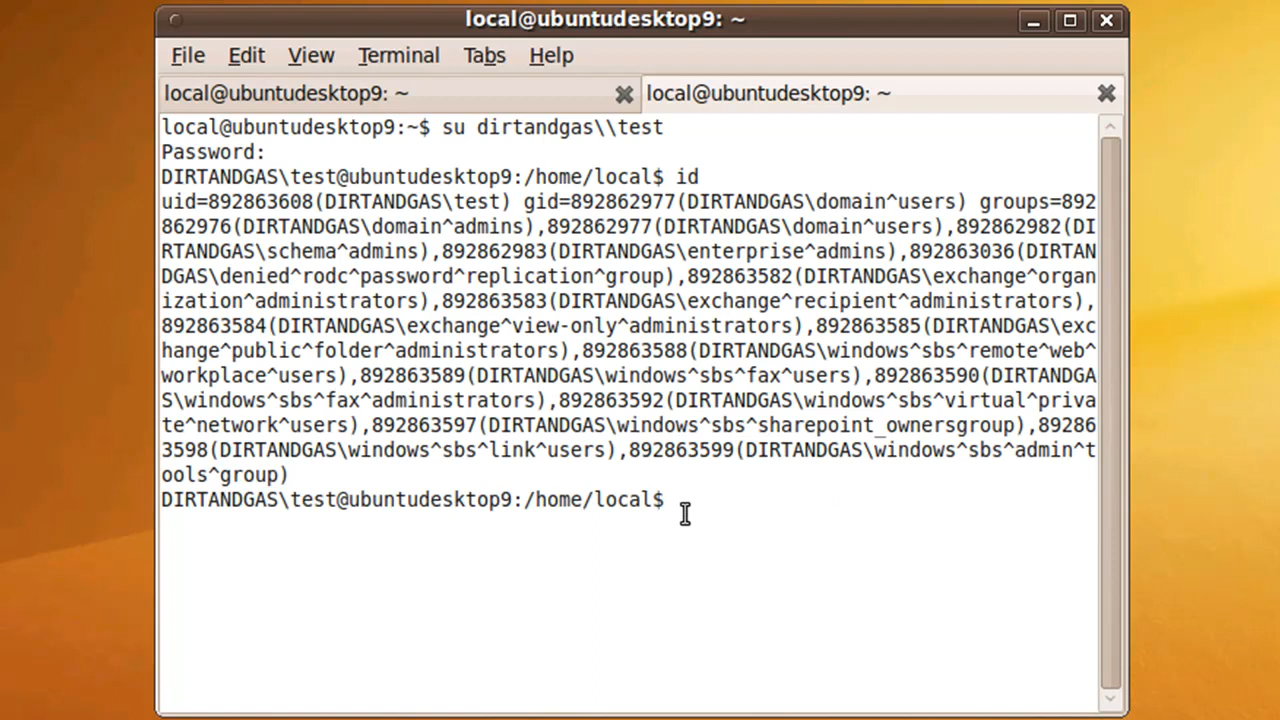 local@ubuntudesktop9: ~
File Edit View Terminal Tabs Help
local@ubuntudesktop9: ~ local@ubuntudesktop9: ~
local@ubuntudesktop9:~$ su dirtandgas\\test
Password:
DIRTANDGAS\test@ubuntudesktop9:/home/local$ id
uid=892863608(DIRTANDGAS\test) gid=892862977(DIRTANDGAS\domain^users) groups=892
862976(DIRTANDGAS\domain^admins),892862977(DIRTANDGAS\domain^users),892862982(DI
RTANDGAS\schema^admins),892862983(DIRTANDGAS\enterprise^admins),892863036(DIRTAN
DGAS\denied^rodc^password^replication^group),892863582(DIRTANDGAS\exchange^organ
ization^administrators),892863583(DIRTANDGAS\exchange^recipient^administrators),
892863584(DIRTANDGAS\exchange^view-only^administrators),892863585(DIRTANDGAS\exc
hange^public^folder^administrators),892863588(DIRTANDGAS\windows^sbs^remote^web^
workplace^users),892863589(DIRTANDGAS\windows^sbs^fax^users),892863590(DIRTANDGA
S\windows^sbs^fax^administrators),892863592(DIRTANDGAS\windows^sbs^virtual^priva
te^network^users),892863597(DIRTANDGAS\windows^sbs^sharepoint_ownersgroup),89286
3598(DIRTANDGAS\windows^sbs^link^users),892863599(DIRTANDGAS\windows^sbs^admin^t
ools^group)
DIRTANDGAS\test@ubuntudesktop9:/home/local$